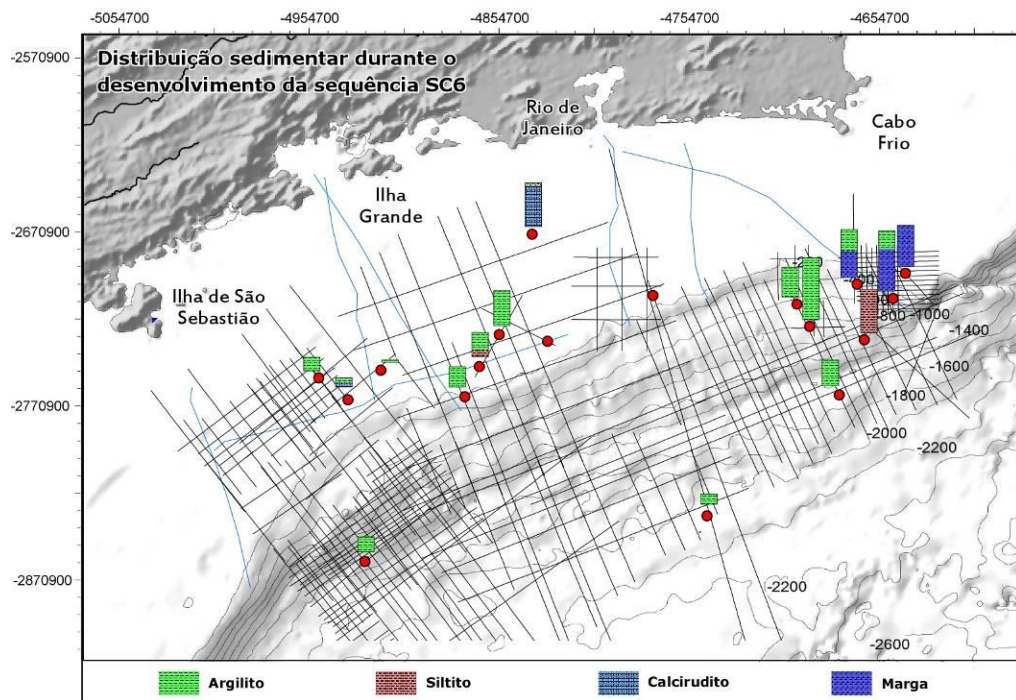 -5054700 -4954700 -4854700 -4754700 -4654700
-2570900
Distribuição sedimentar durante o
desenvolvimento da sequência SC6
Rio de
Janeiro
Cabo
Frio
Ilha
Grande
-2670900
Ilha de São
Sebastião
-800
-1000
-1400
-1600
-2770900
-1800
-2000
-2200
-2870900
-2200
-2600
Argilito Siltito Calcirudito Marga